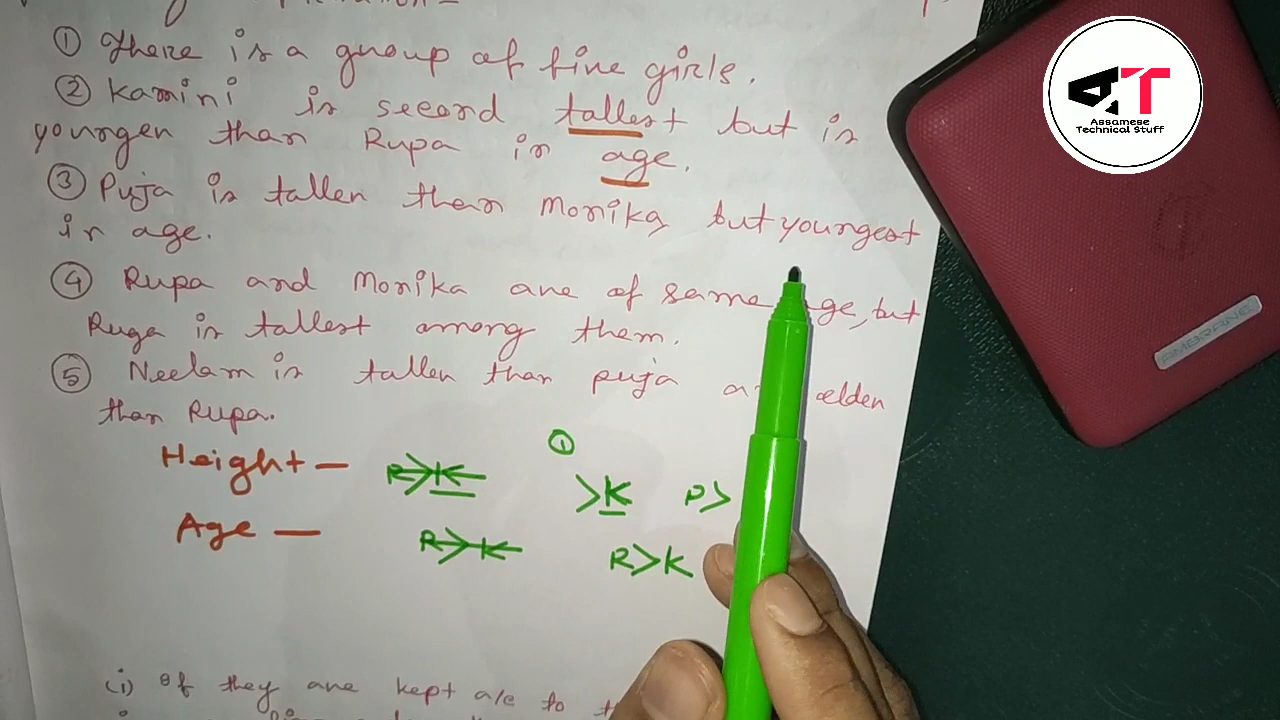 ① There is a group of five girls.
② Kamini is second tallest but is
younger than Rupa in age.
③ Puja is taller than Monika but youngest
in age.
④ Rupa and Monika are of same age, but
Rupa is tallest among them.
⑤ Neelam is taller than puja elder
than Rupa.
Height — R>K ① >K P>
Age — R>K R>K
(i) If they are kept a/c to
AT
Assamese
Technical Stuff
AMBRANE